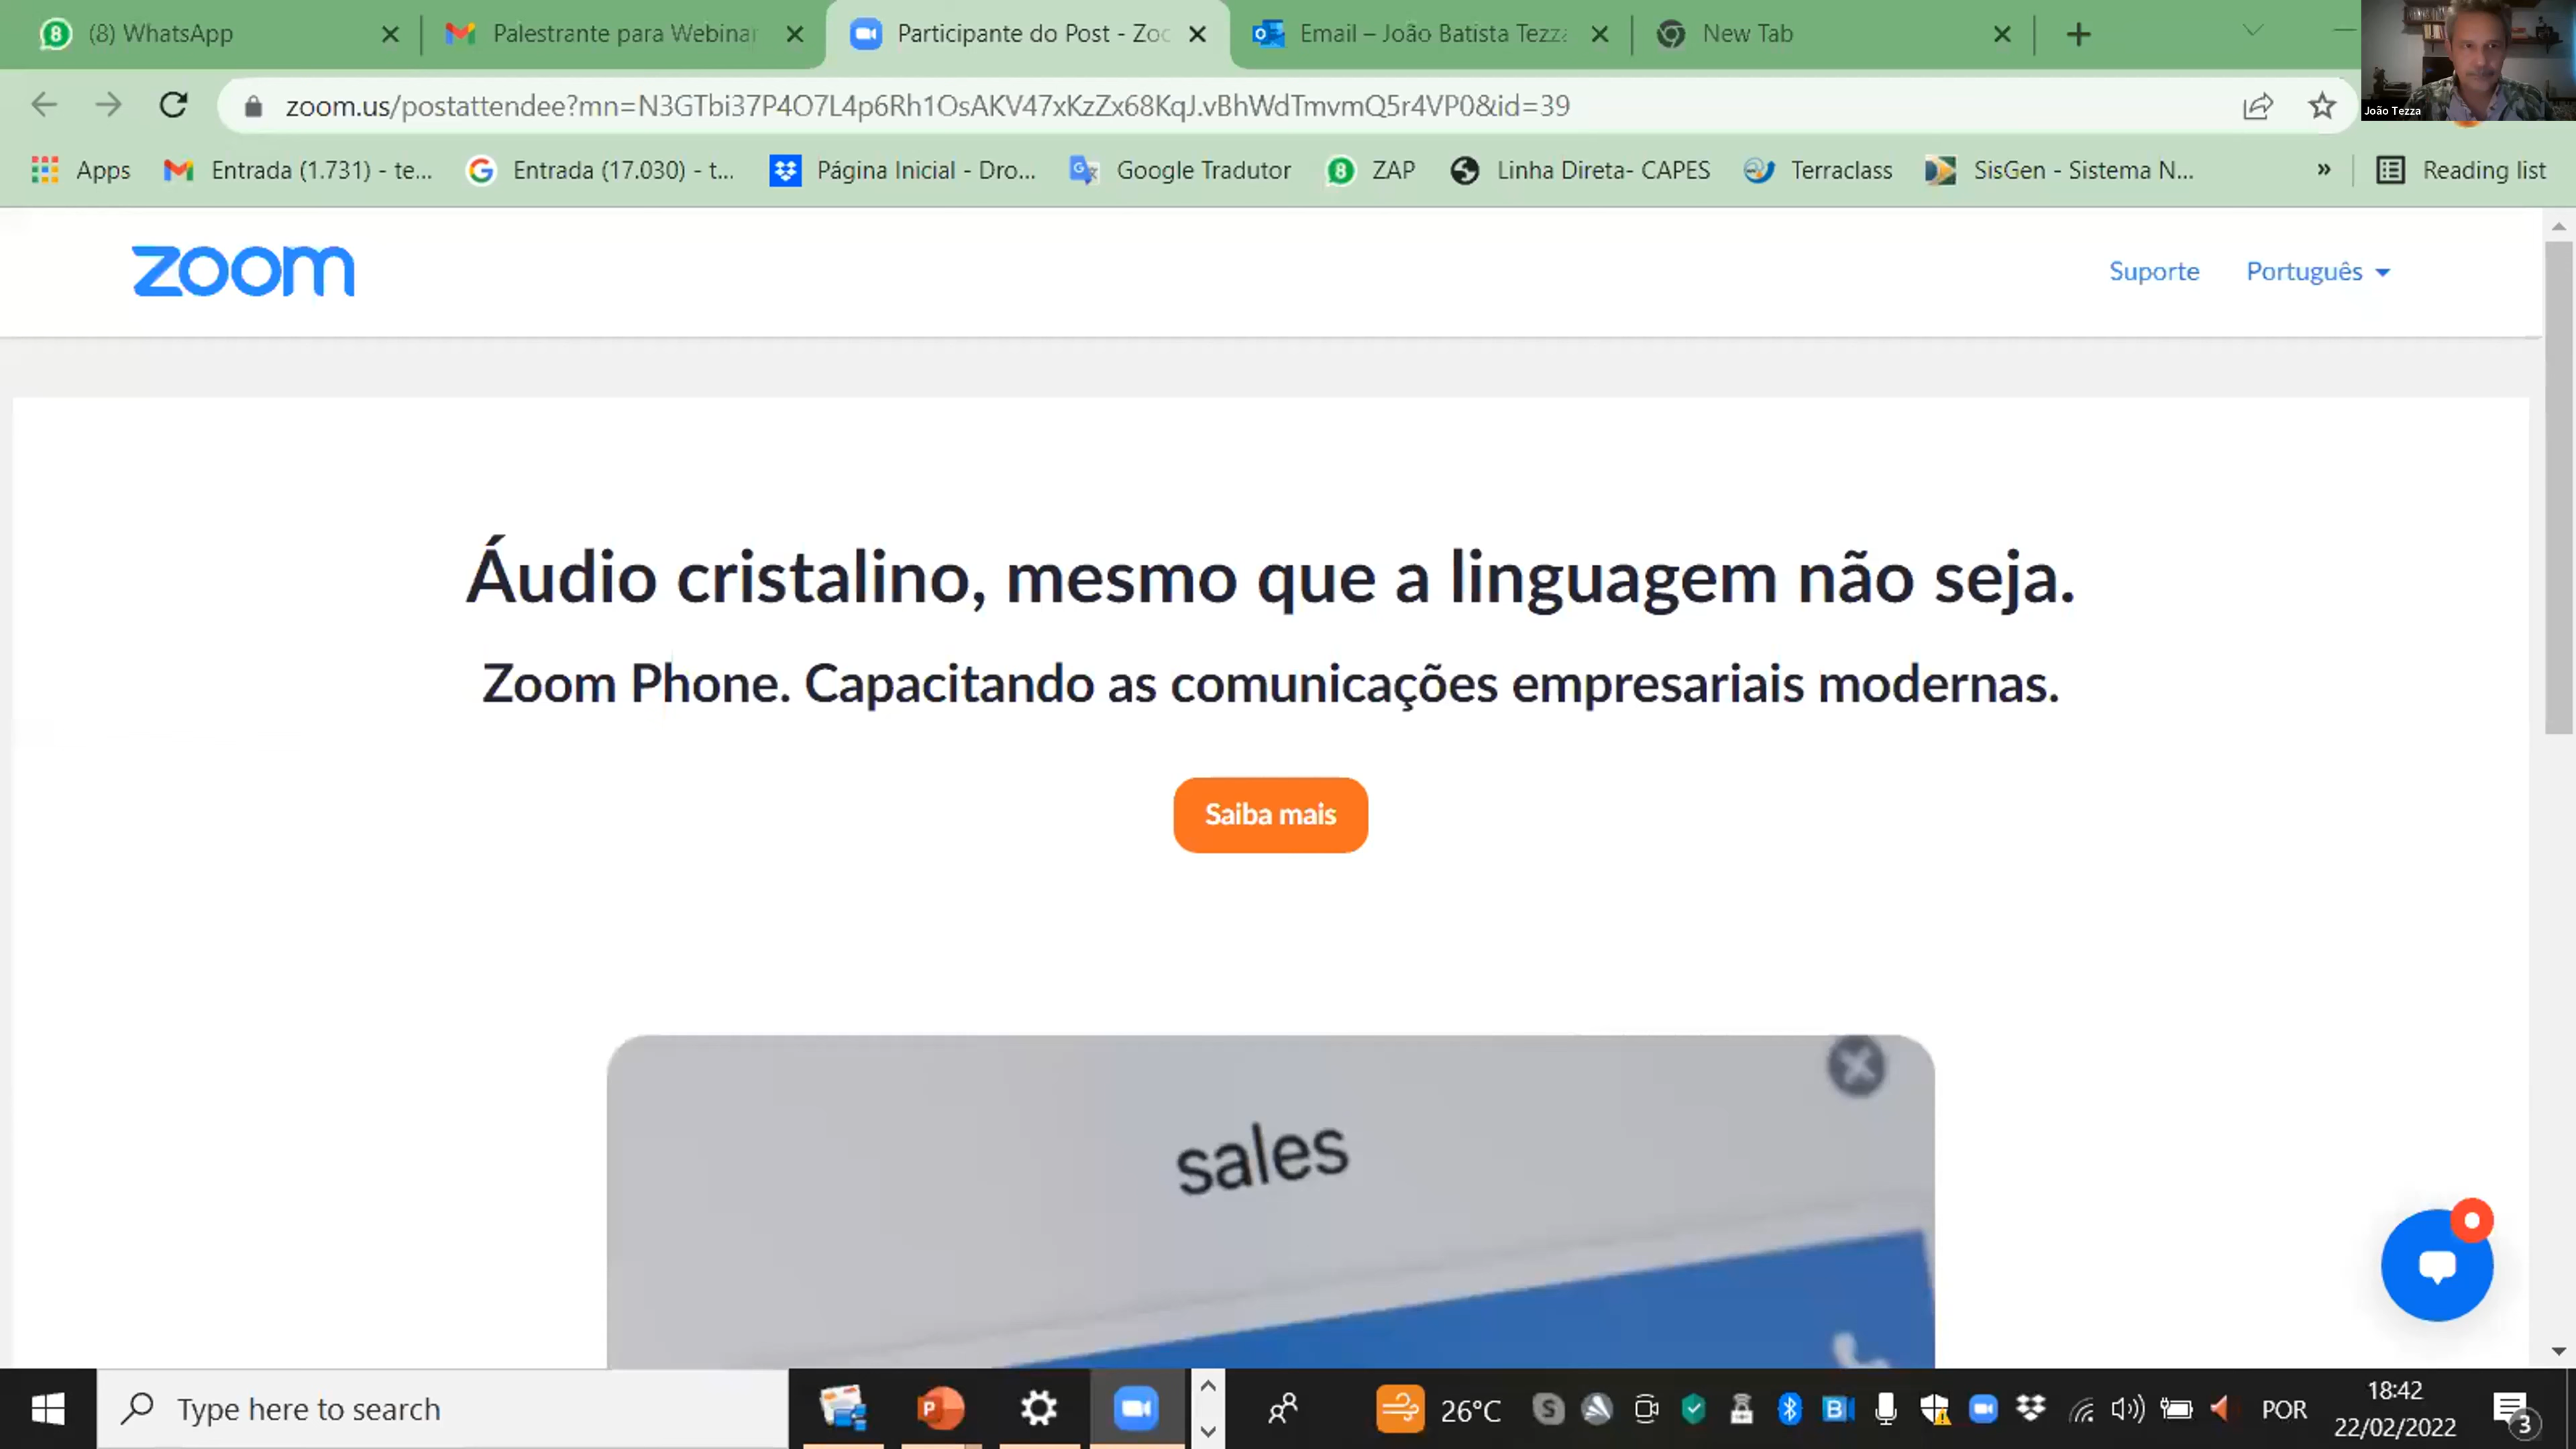 (8) WhatsApp
Palestrante para Webinar
Participante do Post - Zoo
Email – João Batista Tezza
New Tab
João Tezza
zoom.us/postattendee?mn=N3GTbi37P4O7L4p6Rh1OsAKV47xKzZx68KqJ.vBhWdTmvmQ5r4VP0&id=39
Apps
Entrada (1.731) - te...
Entrada (17.030) - t...
Página Inicial - Dro...
Google Tradutor
ZAP
Linha Direta- CAPES
Terraclass
SisGen - Sistema N...
»
Reading list
zoom
Suporte
Português
Áudio cristalino, mesmo que a linguagem não seja.
Zoom Phone. Capacitando as comunicações empresariais modernas.
Saiba mais
sales
Type here to search
26°C
POR
18:42
22/02/2022
3